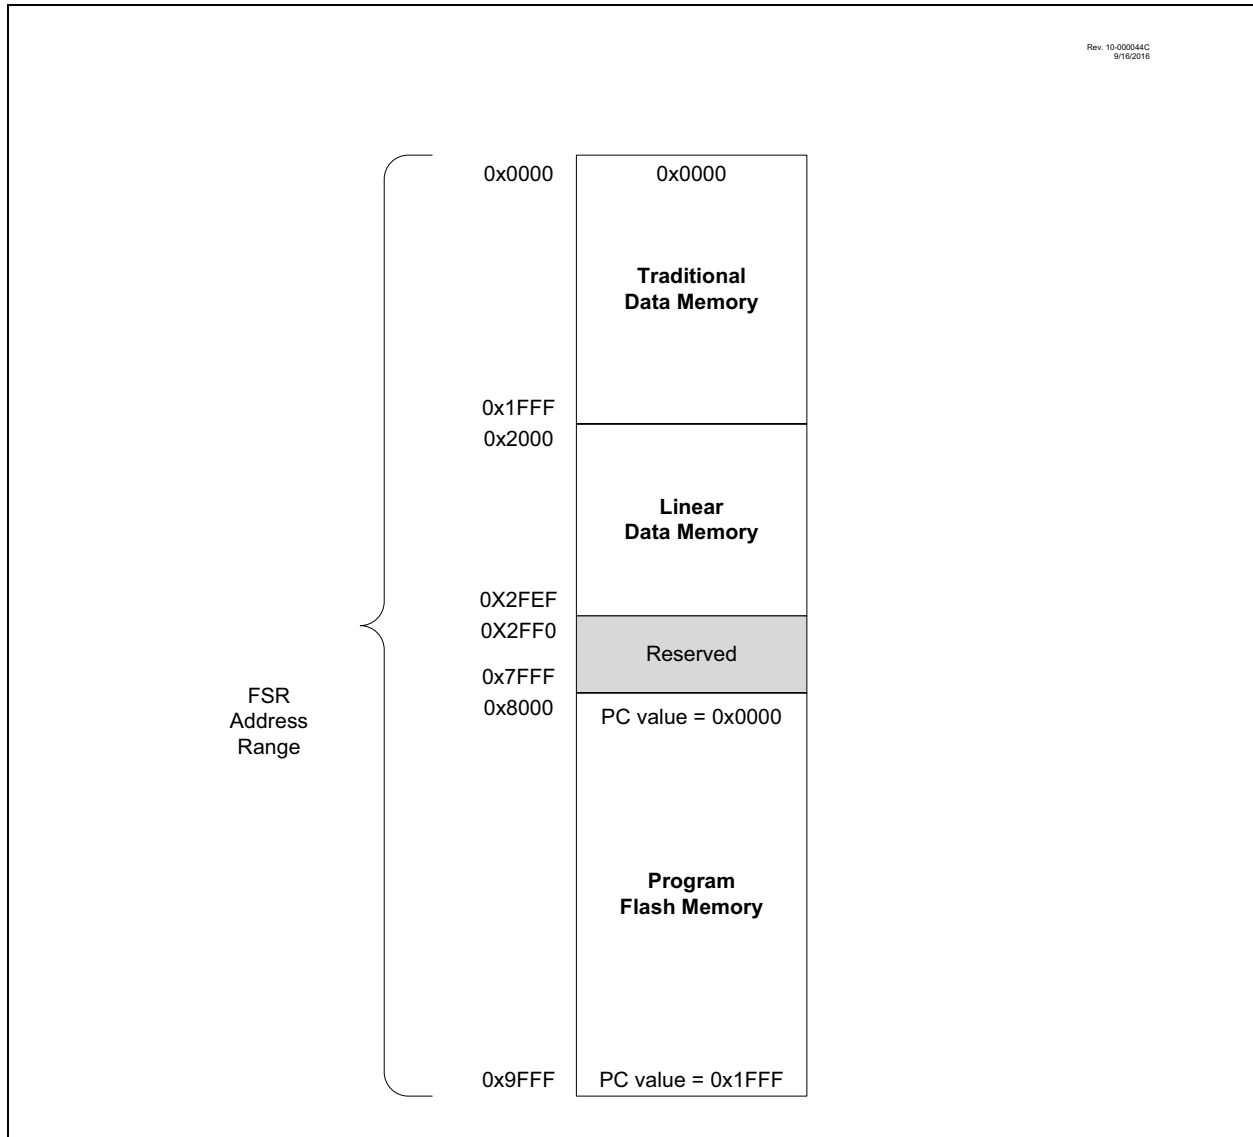 Rev. 10-000044C
9/16/2016
0x0000
0x0000
Traditional
Data Memory
0x1FFF
0x2000
Linear
Data Memory
0X2FEF
0X2FF0
Reserved
0x7FFF
FSR
Address
Range
0x8000
PC value = 0x0000
Program
Flash Memory
0x9FFF
PC value = 0x1FFF